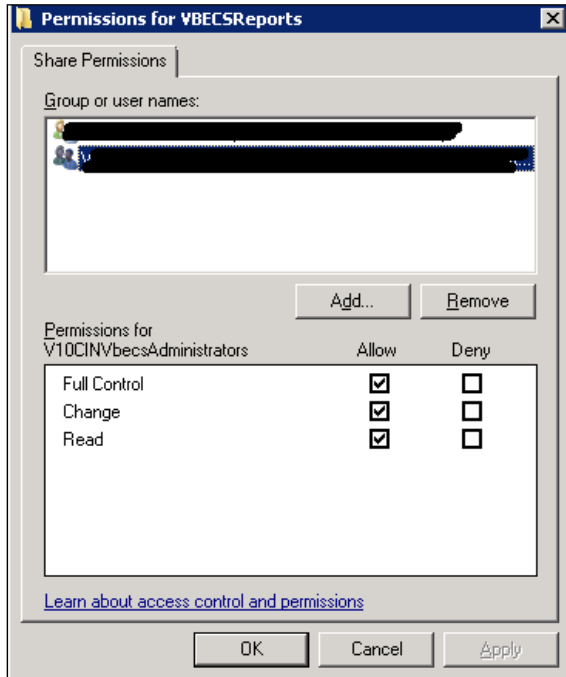 Permissions for VBECSReports
Share Permissions
Group or user names:
Add... Remove
Permissions for
V10CINVbecsAdministrators Allow Deny
Full Control
Change
Read
Learn about access control and permissions
OK Cancel Apply